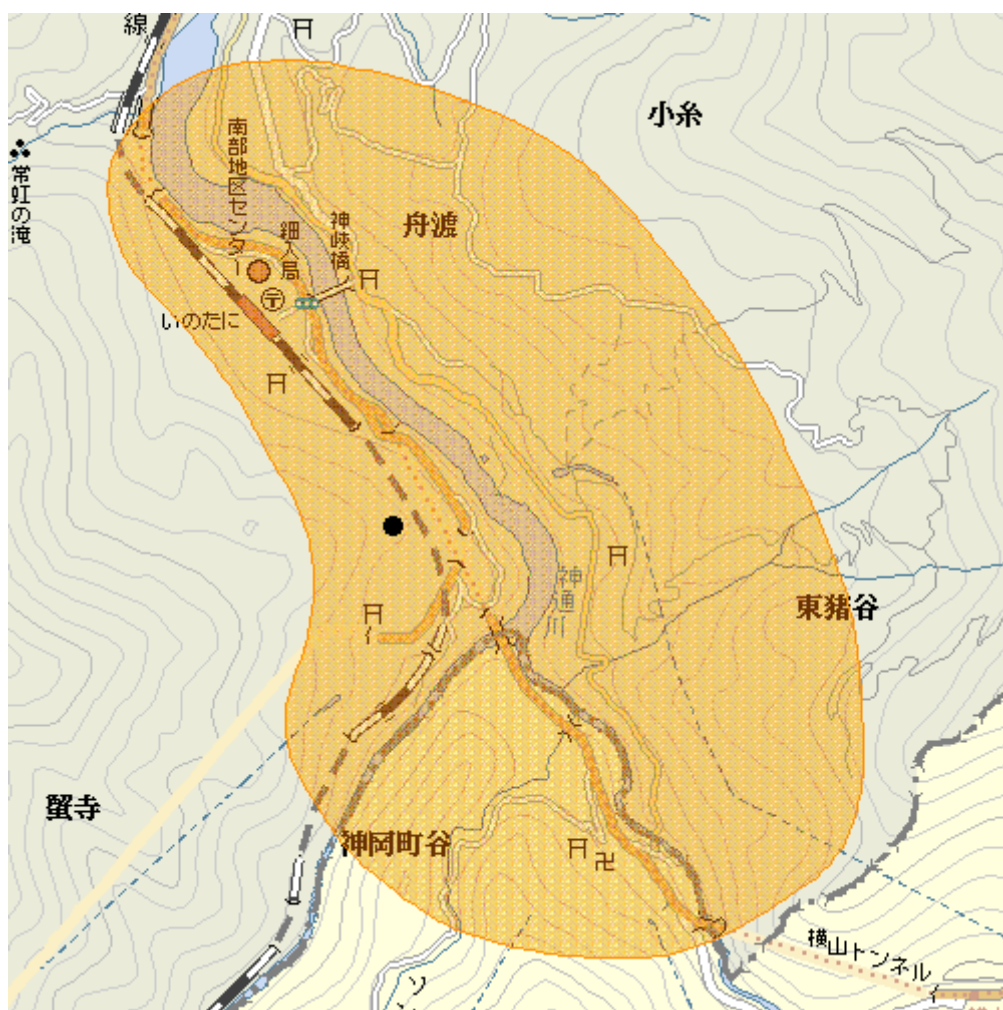 線
小糸
常虹の滝
南部地区センター
細入局
神峡橋
舟渡
〒
いのたに
神通川
東猪谷
蟹寺
神岡町谷
横山トンネル